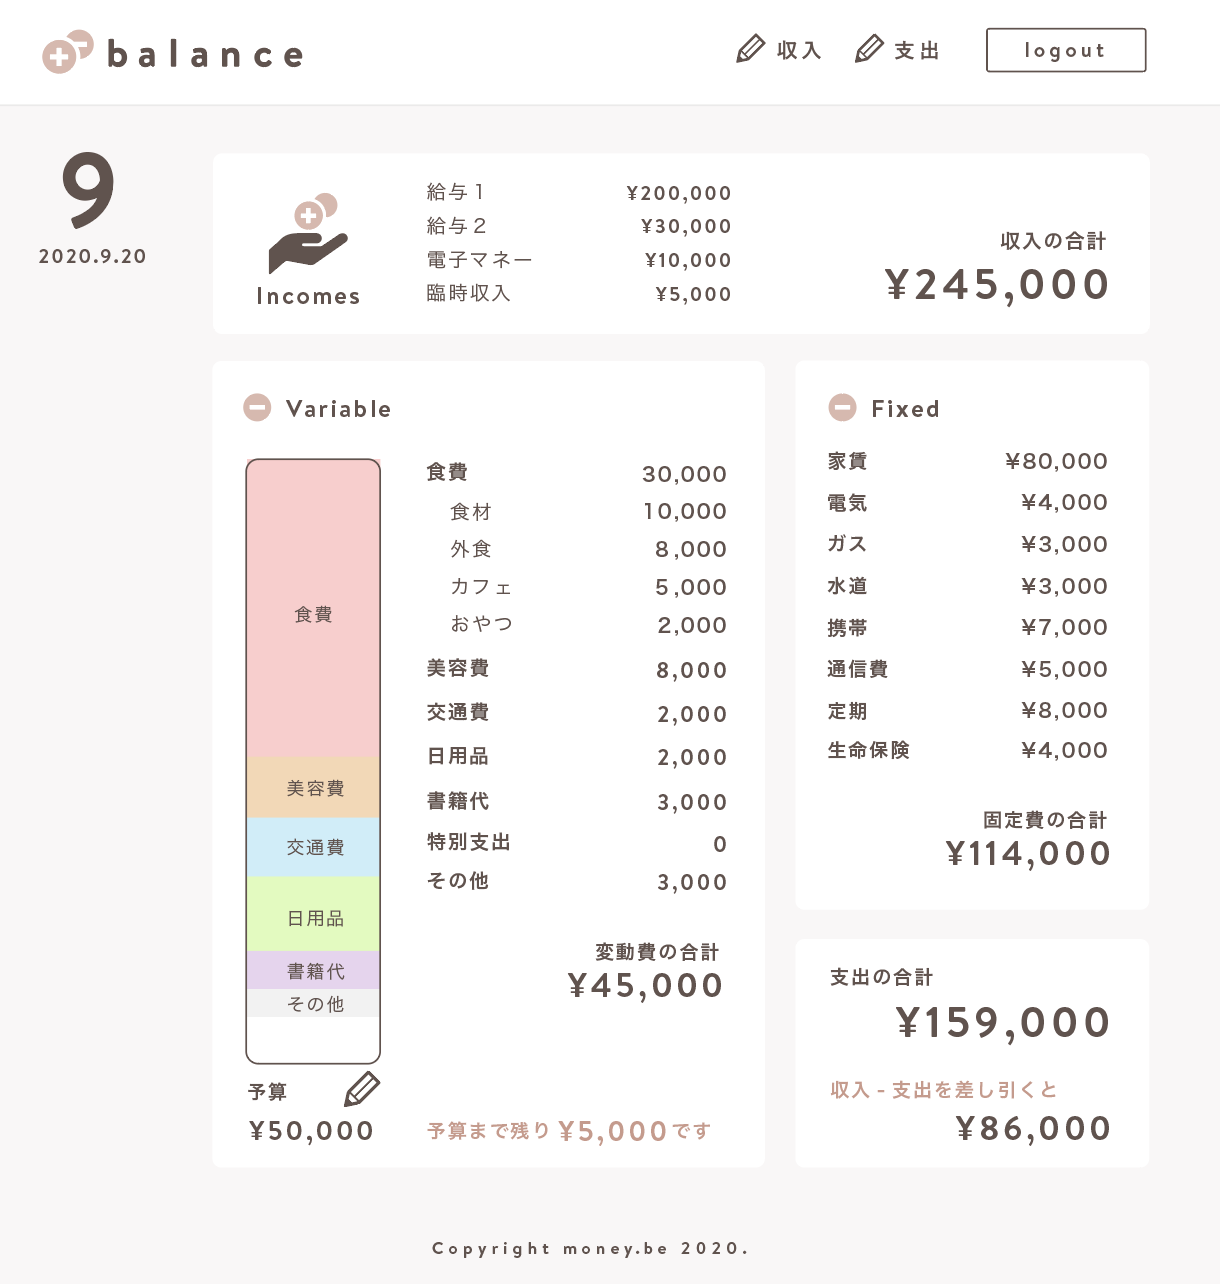 balance
収入
支出
logout
9
2020.9.20
Incomes
給与１ ¥200,000
給与２ ¥30,000
電子マネー ¥10,000
臨時収入 ¥5,000
収入の合計
¥245,000
Variable
食費
美容費
交通費
日用品
書籍代
その他
予算
¥50,000
食費 30,000
食材 10,000
外食 8,000
カフェ 5,000
おやつ 2,000
美容費 8,000
交通費 2,000
日用品 2,000
書籍代 3,000
特別支出 0
その他 3,000
変動費の合計
¥45,000
予算まで残り ¥5,000 です
Fixed
家賃 ¥80,000
電気 ¥4,000
ガス ¥3,000
水道 ¥3,000
携帯 ¥7,000
通信費 ¥5,000
定期 ¥8,000
生命保険 ¥4,000
固定費の合計
¥114,000
支出の合計
¥159,000
収入 - 支出を差し引くと
¥86,000
Copyright money.be 2020.